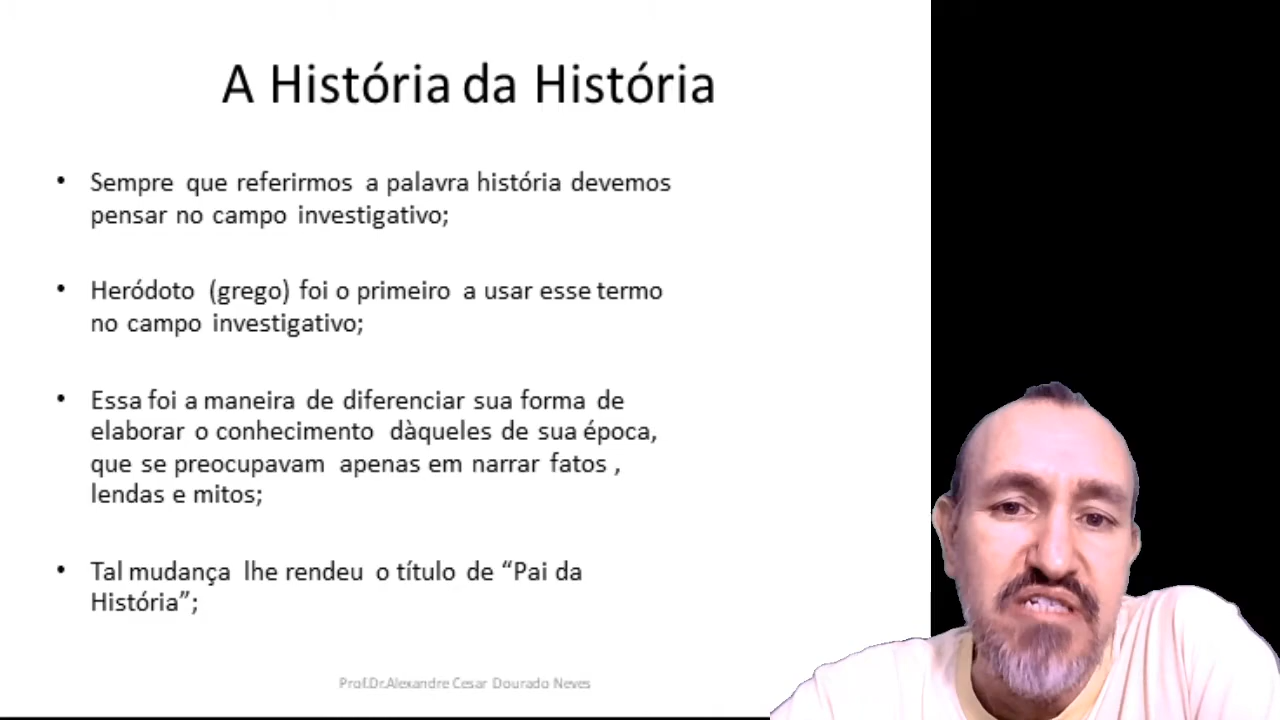 A História da História
• Sempre que referirmos a palavra história devemos
pensar no campo investigativo;
• Heródoto (grego) foi o primeiro a usar esse termo
no campo investigativo;
• Essa foi a maneira de diferenciar sua forma de
elaborar o conhecimento dàqueles de sua época,
que se preocupavam apenas em narrar fatos ,
lendas e mitos;
• Tal mudança lhe rendeu o título de “Pai da
História”;
Prof.Dr.Alexandre Cesar Dourado Neves